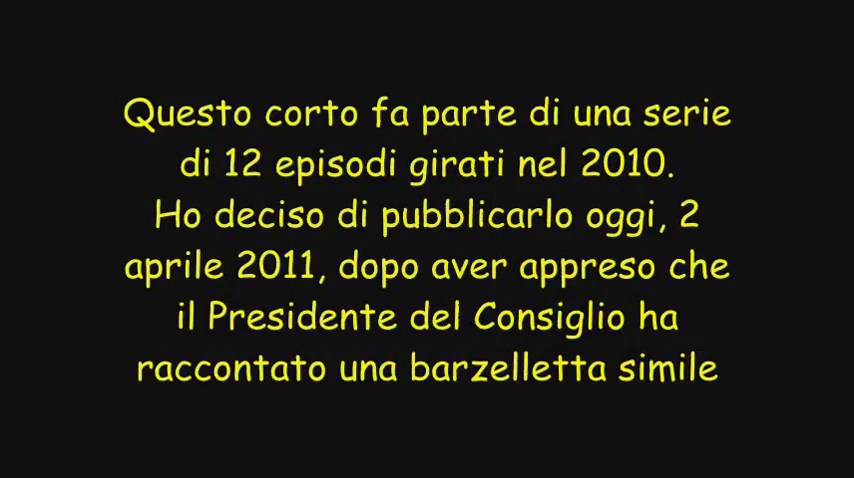 Questo corto fa parte di una serie
di 12 episodi girati nel 2010.
Ho deciso di pubblicarlo oggi, 2
aprile 2011, dopo aver appreso che
il Presidente del Consiglio ha
raccontato una barzelletta simile